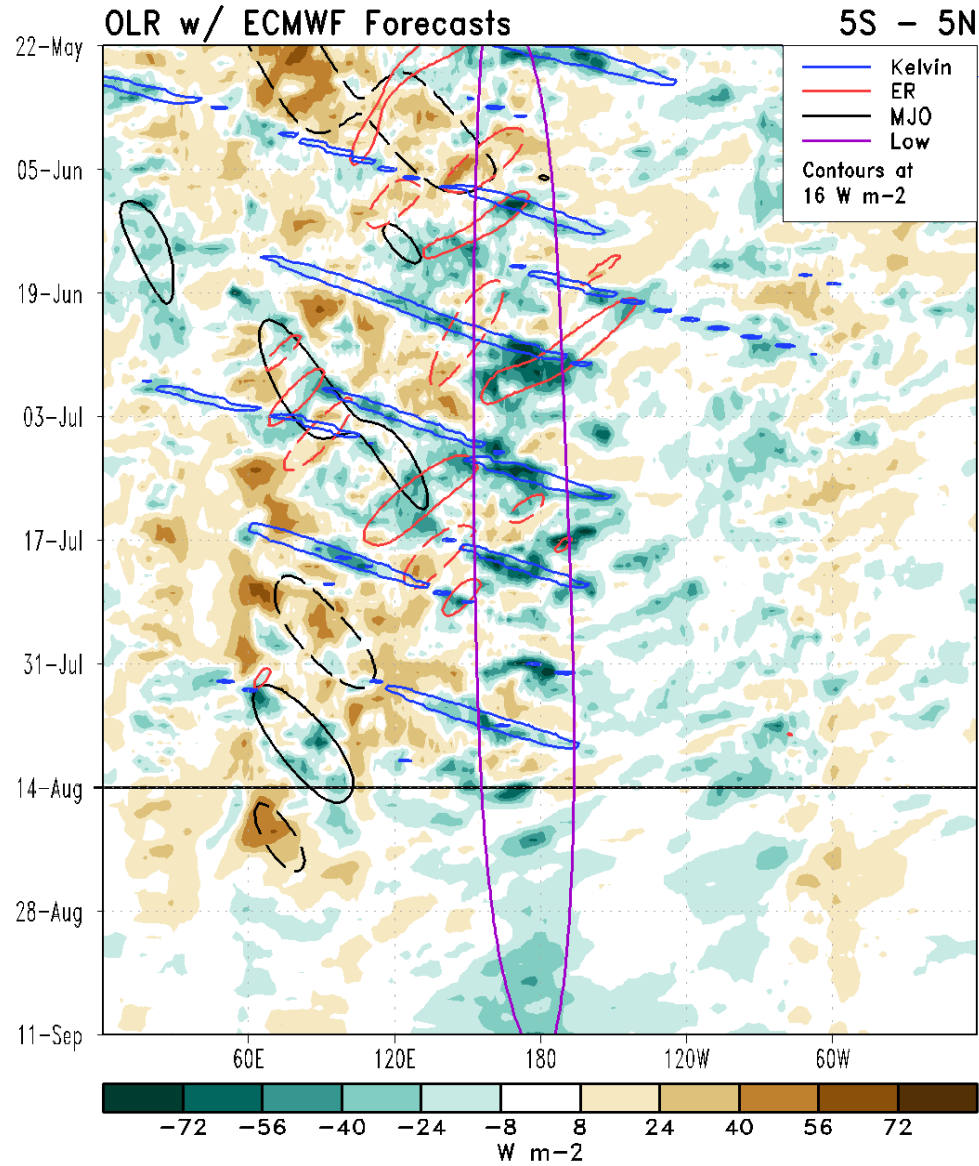 OLR w/ ECMWF Forecasts 5S - 5N
22-May
Kelvin
ER
MJO
Low
Contours at
16 W m-2
05-Jun
19-Jun
03-Jul
17-Jul
31-Jul
14-Aug
28-Aug
11-Sep
60E 120E 180 120W 60W
-72 -56 -40 -24 -8 8 24 40 56 72
W m-2